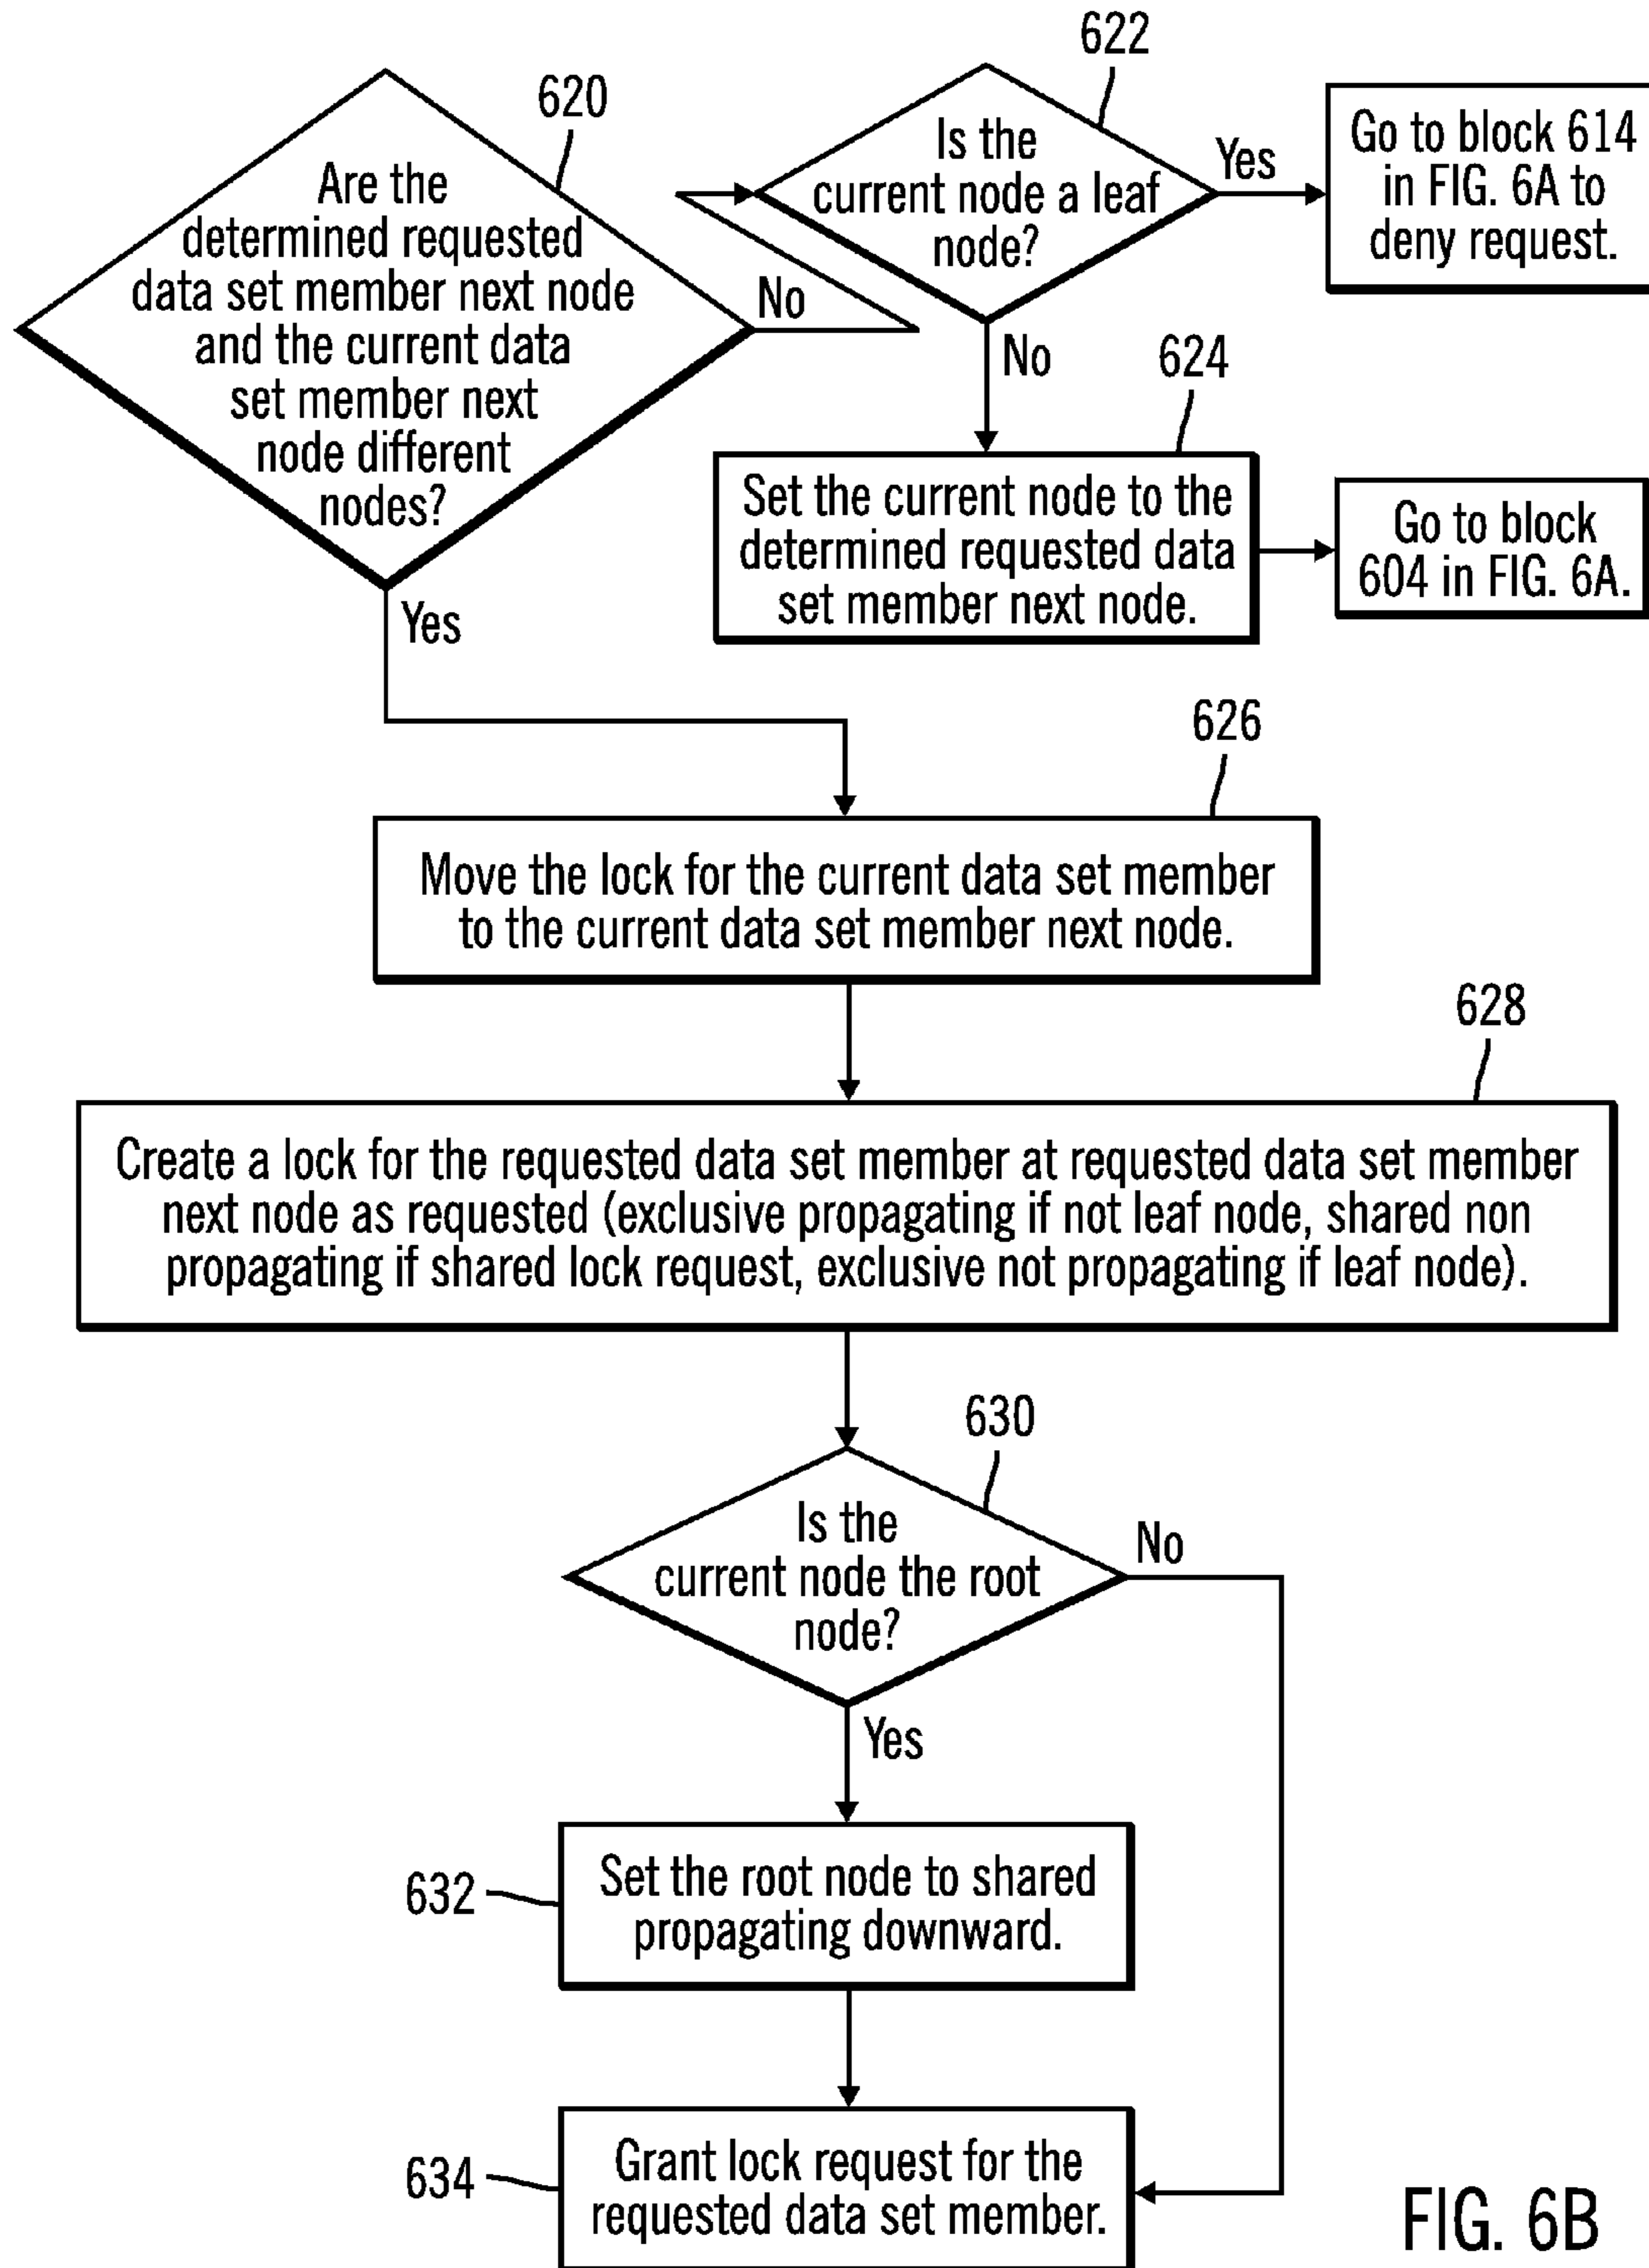 620
Are the
determined requested
data set member next node
and the current data
set member next
node different
nodes?
No
Yes
622
Is the
current node a leaf
node?
Yes
No
Go to block 614
in FIG. 6A to
deny request.
624
Set the current node to the
determined requested data
set member next node.
Go to block
604 in FIG. 6A.
626
Move the lock for the current data set member
to the current data set member next node.
628
Create a lock for the requested data set member at requested data set member
next node as requested (exclusive propagating if not leaf node, shared non
propagating if shared lock request, exclusive not propagating if leaf node).
630
Is the
current node the root
node?
No
Yes
632
Set the root node to shared
propagating downward.
634
Grant lock request for the
requested data set member.
FIG. 6B